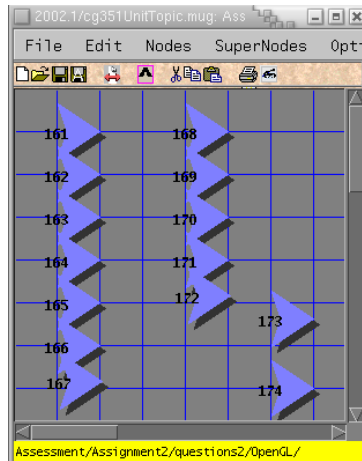 2002.1/cg351UnitTopic.mug: Ass
File Edit Nodes SuperNodes Opti
A
161 168
162 169
163 170
164 171
165 172
173
166
167 174
Assessment/Assignment2/questions2/OpenGL/